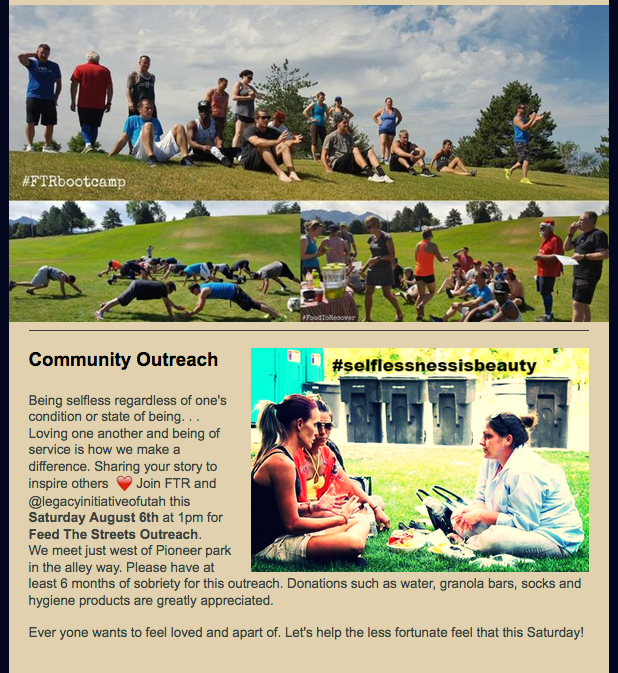 #FTRbootcamp
#FoodToRecover
Community Outreach
#selflessnessisbeauty
Being selfless regardless of one's
condition or state of being. . .
Loving one another and being of
service is how we make a
difference. Sharing your story to
inspire others ❤️ Join FTR and
@legacyinitiativeofutah this
Saturday August 6th at 1pm for
Feed The Streets Outreach.
We meet just west of Pioneer park
in the alley way. Please have at
least 6 months of sobriety for this outreach. Donations such as water, granola bars, socks and
hygiene products are greatly appreciated.
Ever yone wants to feel loved and apart of. Let's help the less fortunate feel that this Saturday!